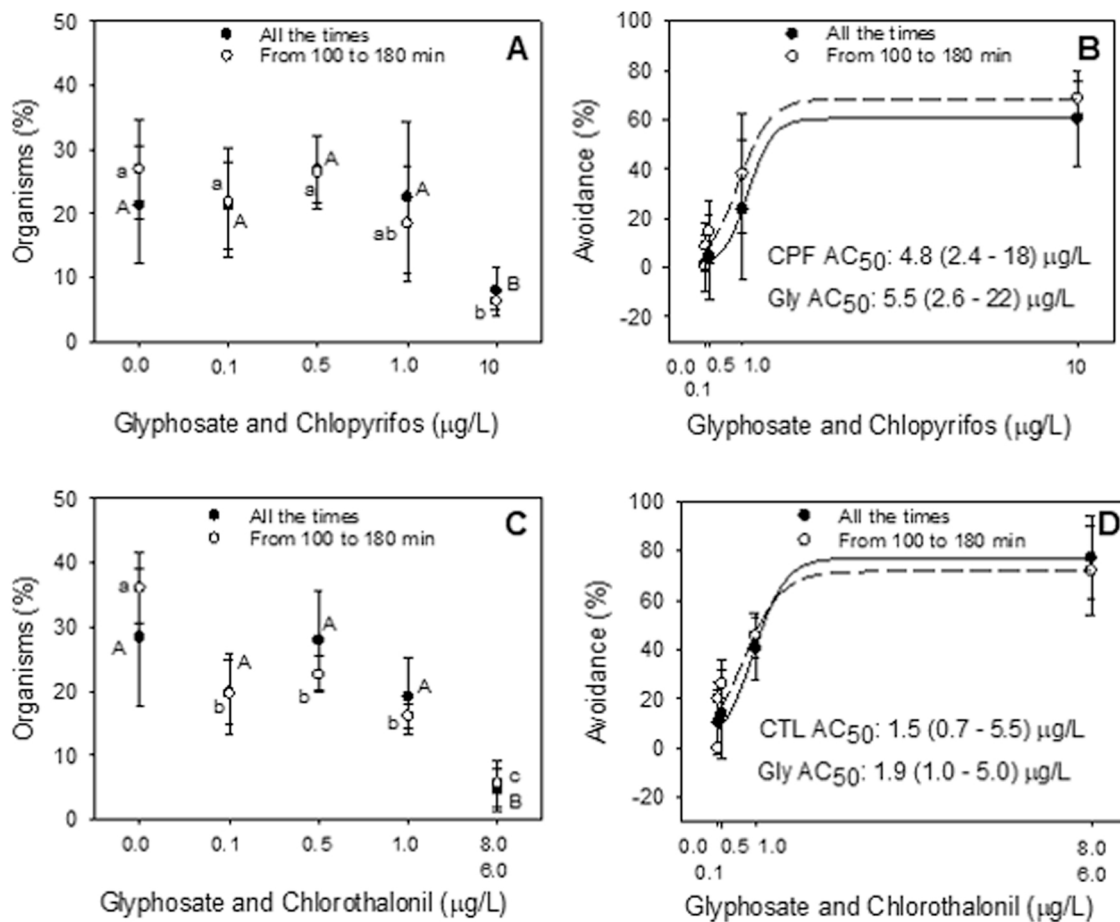 50
40
30
20
10
0
Organisms (%)
All the times
From 100 to 180 min
A
a
A
a
A
A
a
A
ab
B
b
0.0
0.1
0.5
1.0
10
Glyphosate and Chlopyrifos (μg/L)
100
80
60
40
20
0
-20
Avoidance (%)
All the times
From 100 to 180 min
B
CPF AC50: 4.8 (2.4 - 18) μg/L
Gly AC50: 5.5 (2.6 - 22) μg/L
0.0 0.5 1.0 10
0.1
Glyphosate and Chlopyrifos (μg/L)
50
40
30
20
10
0
Organisms (%)
All the times
From 100 to 180 min
C
a
A
A
b
A
b
A
b
c
B
0.0
0.1
0.5
1.0
8.0
6.0
Glyphosate and Chlorothalonil (μg/L)
100
80
60
40
20
0
-20
Avoidance (%)
All the times
From 100 to 180 min
D
CTL AC50: 1.5 (0.7 - 5.5) μg/L
Gly AC50: 1.9 (1.0 - 5.0) μg/L
0.0 0.5 1.0 8.0
0.1 6.0
Glyphosate and Chlorothalonil (μg/L)